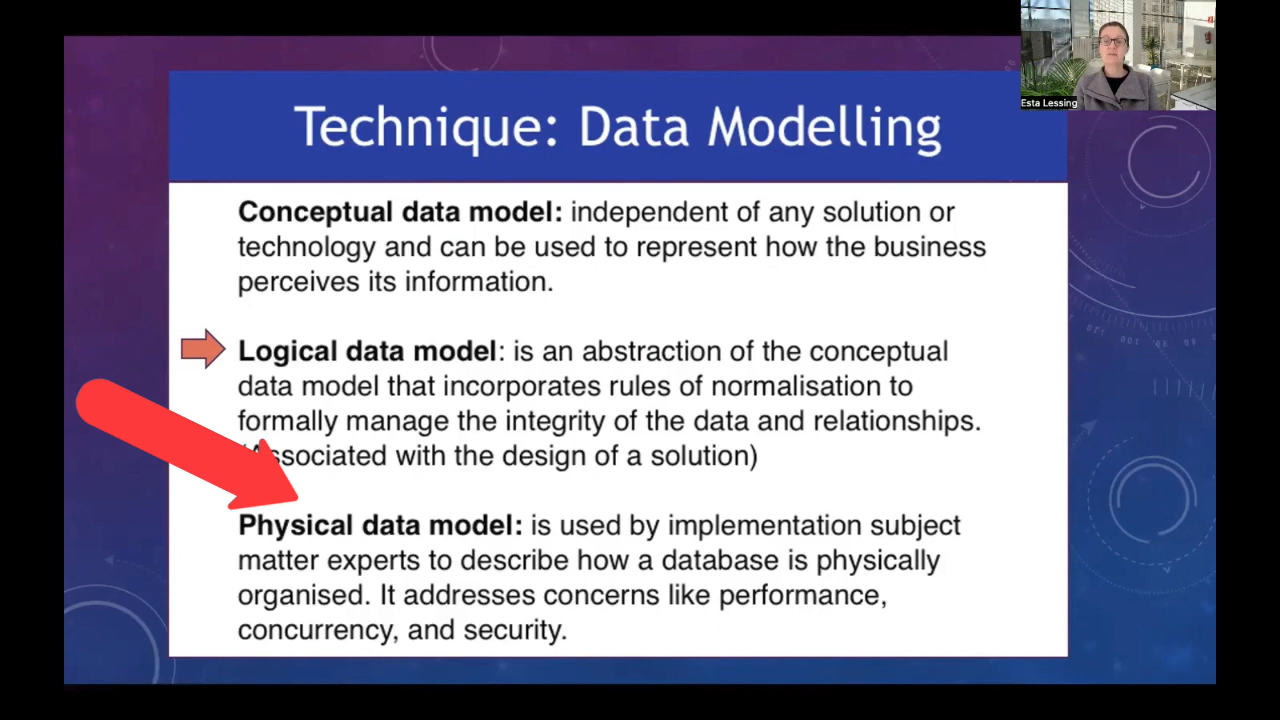 Esta Lessing
Technique: Data Modelling
Conceptual data model: independent of any solution or
technology and can be used to represent how the business
perceives its information.
Logical data model: is an abstraction of the conceptual
data model that incorporates rules of normalisation to
formally manage the integrity of the data and relationships.
(Associated with the design of a solution)
Physical data model: is used by implementation subject
matter experts to describe how a database is physically
organised. It addresses concerns like performance,
concurrency, and security.